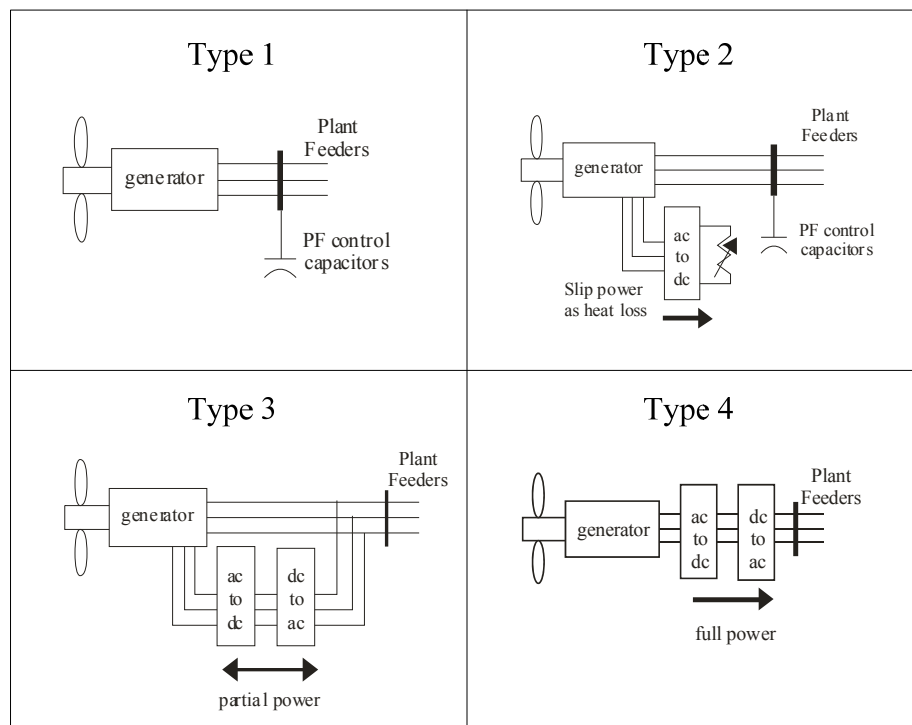 Type 1
Plant
Feeders
generator
PF control
capacitors
Type 2
Plant
Feeders
generator
ac
to
dc
PF control
capacitors
Slip power
as heat loss
Type 3
Plant
Feeders
generator
ac
to
dc
dc
to
ac
partial power
Type 4
Plant
Feeders
generator
ac
to
dc
dc
to
ac
full power